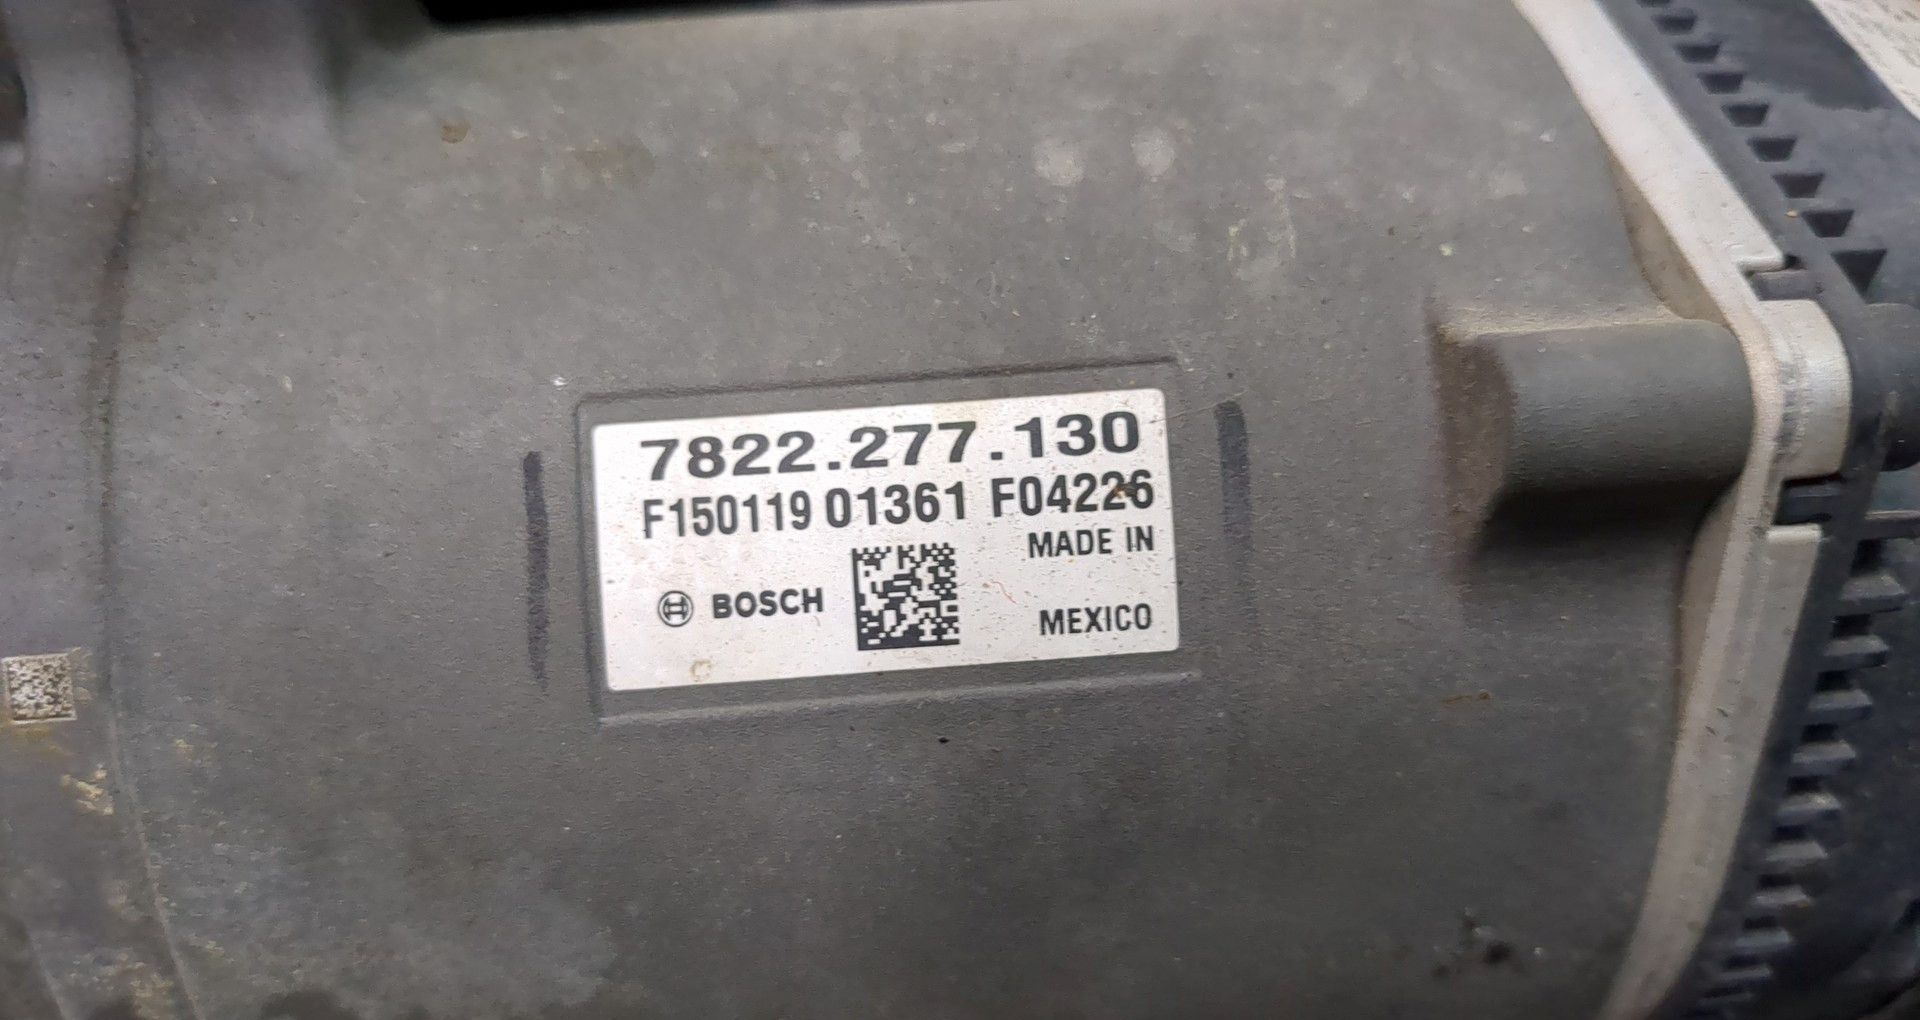 7822.277.130
F150119 01361 F04226
MADE IN
BOSCH
MEXICO